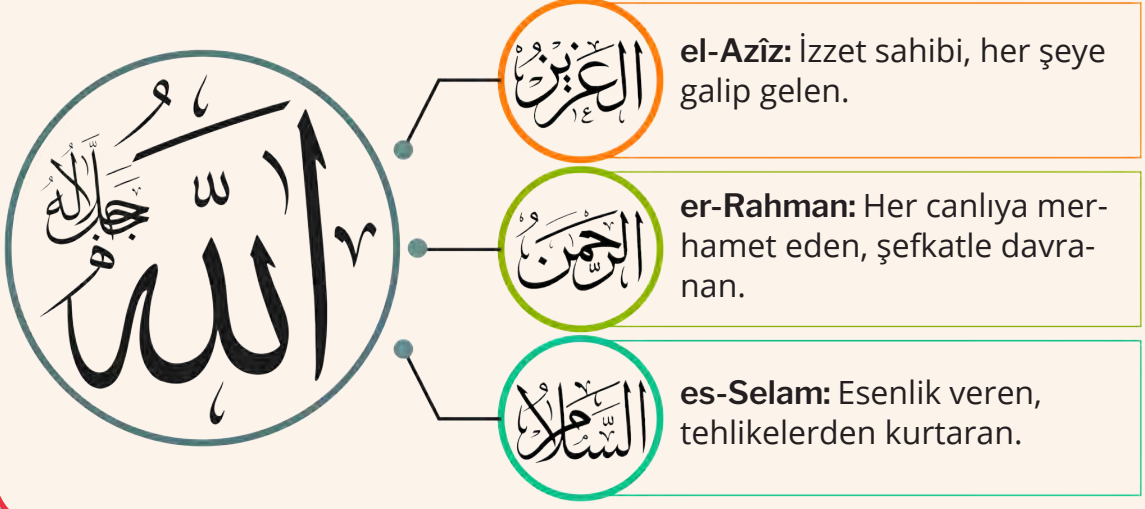 الله
جل جلاله
العزيز
el-Azîz: İzzet sahibi, her şeye
galip gelen.
الرحمن
er-Rahman: Her canlıya mer-
hamet eden, şefkatle davra-
nan.
السلام
es-Selam: Esenlik veren,
tehlikelerden kurtaran.